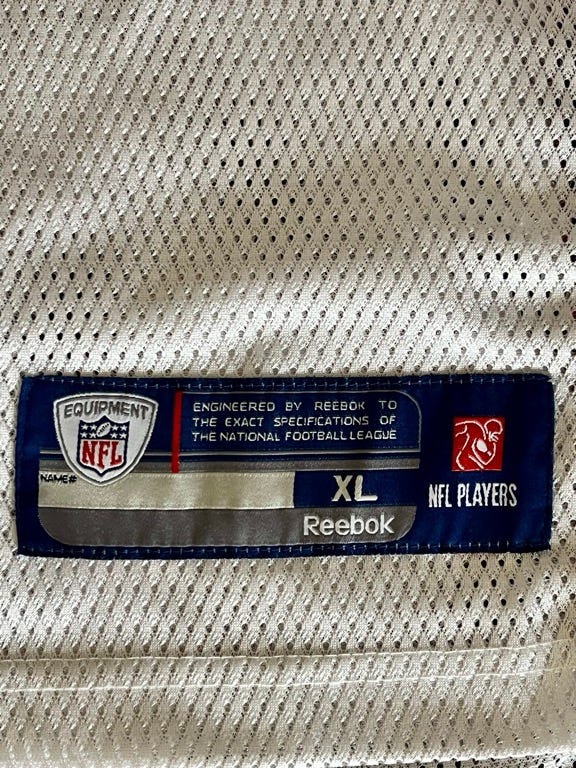 EQUIPMENT
NFL
ENGINEERED BY REEBOK TO
THE EXACT SPECIFICATIONS OF
THE NATIONAL FOOTBALL LEAGUE
NAME#
XL
Reebok
NFL PLAYERS